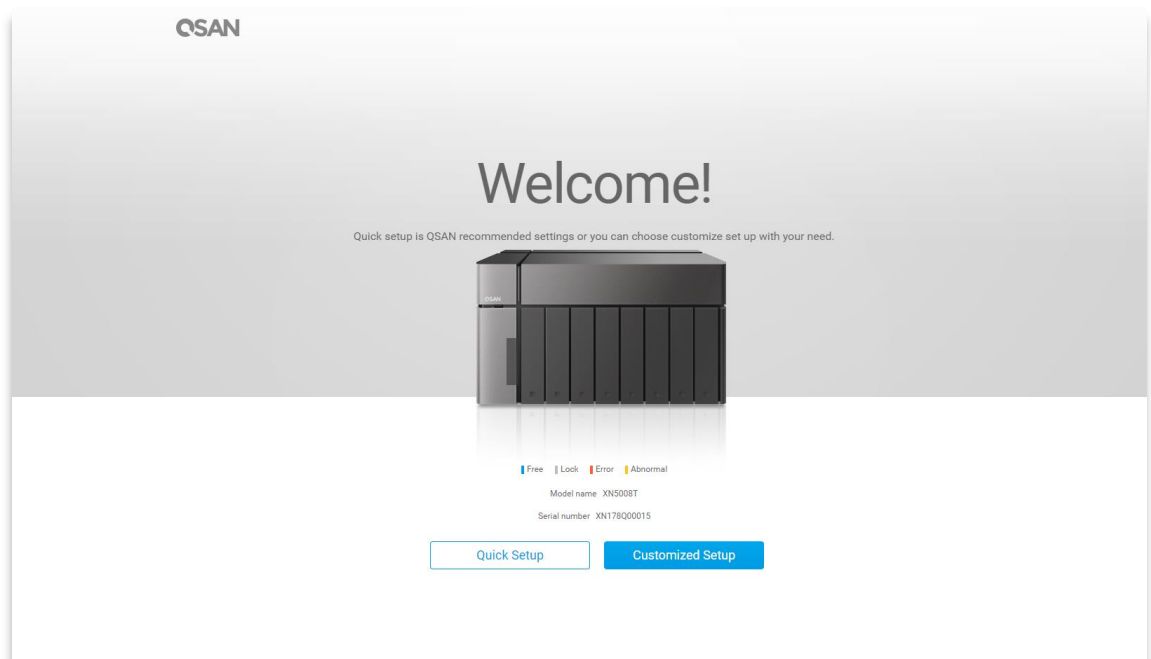 QSAN
Welcome!
Quick setup is QSAN recommended settings or you can choose customize set up with your need.
QSAN
Free Lock Error Abnormal
Model name XN5008T
Serial number XN178Q00015
Quick Setup Customized Setup